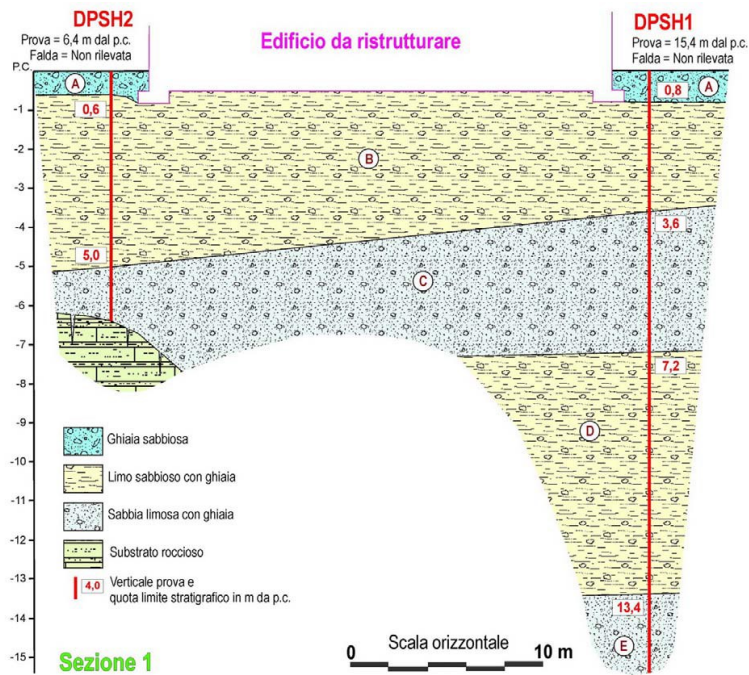 DPSH2
Prova = 6,4 m dal p.c.
Falda = Non rilevata
Edificio da ristrutturare
DPSH1
Prova = 15,4 m dal p.c.
Falda = Non rilevata
P.C.
A
0,6
0,8
A
-1
-2
B
-3
3,6
-4
5,0
-5
C
-6
-7
7,2
-8
-9
D
-10
-11
-12
-13
13,4
-14
E
-15
Ghiaia sabbiosa
Limo sabbioso con ghiaia
Sabbia limosa con ghiaia
Substrato roccioso
4,0
Verticale prova e
quota limite stratigrafico in m da p.c.
Sezione 1
Scala orizzontale
0
10 m